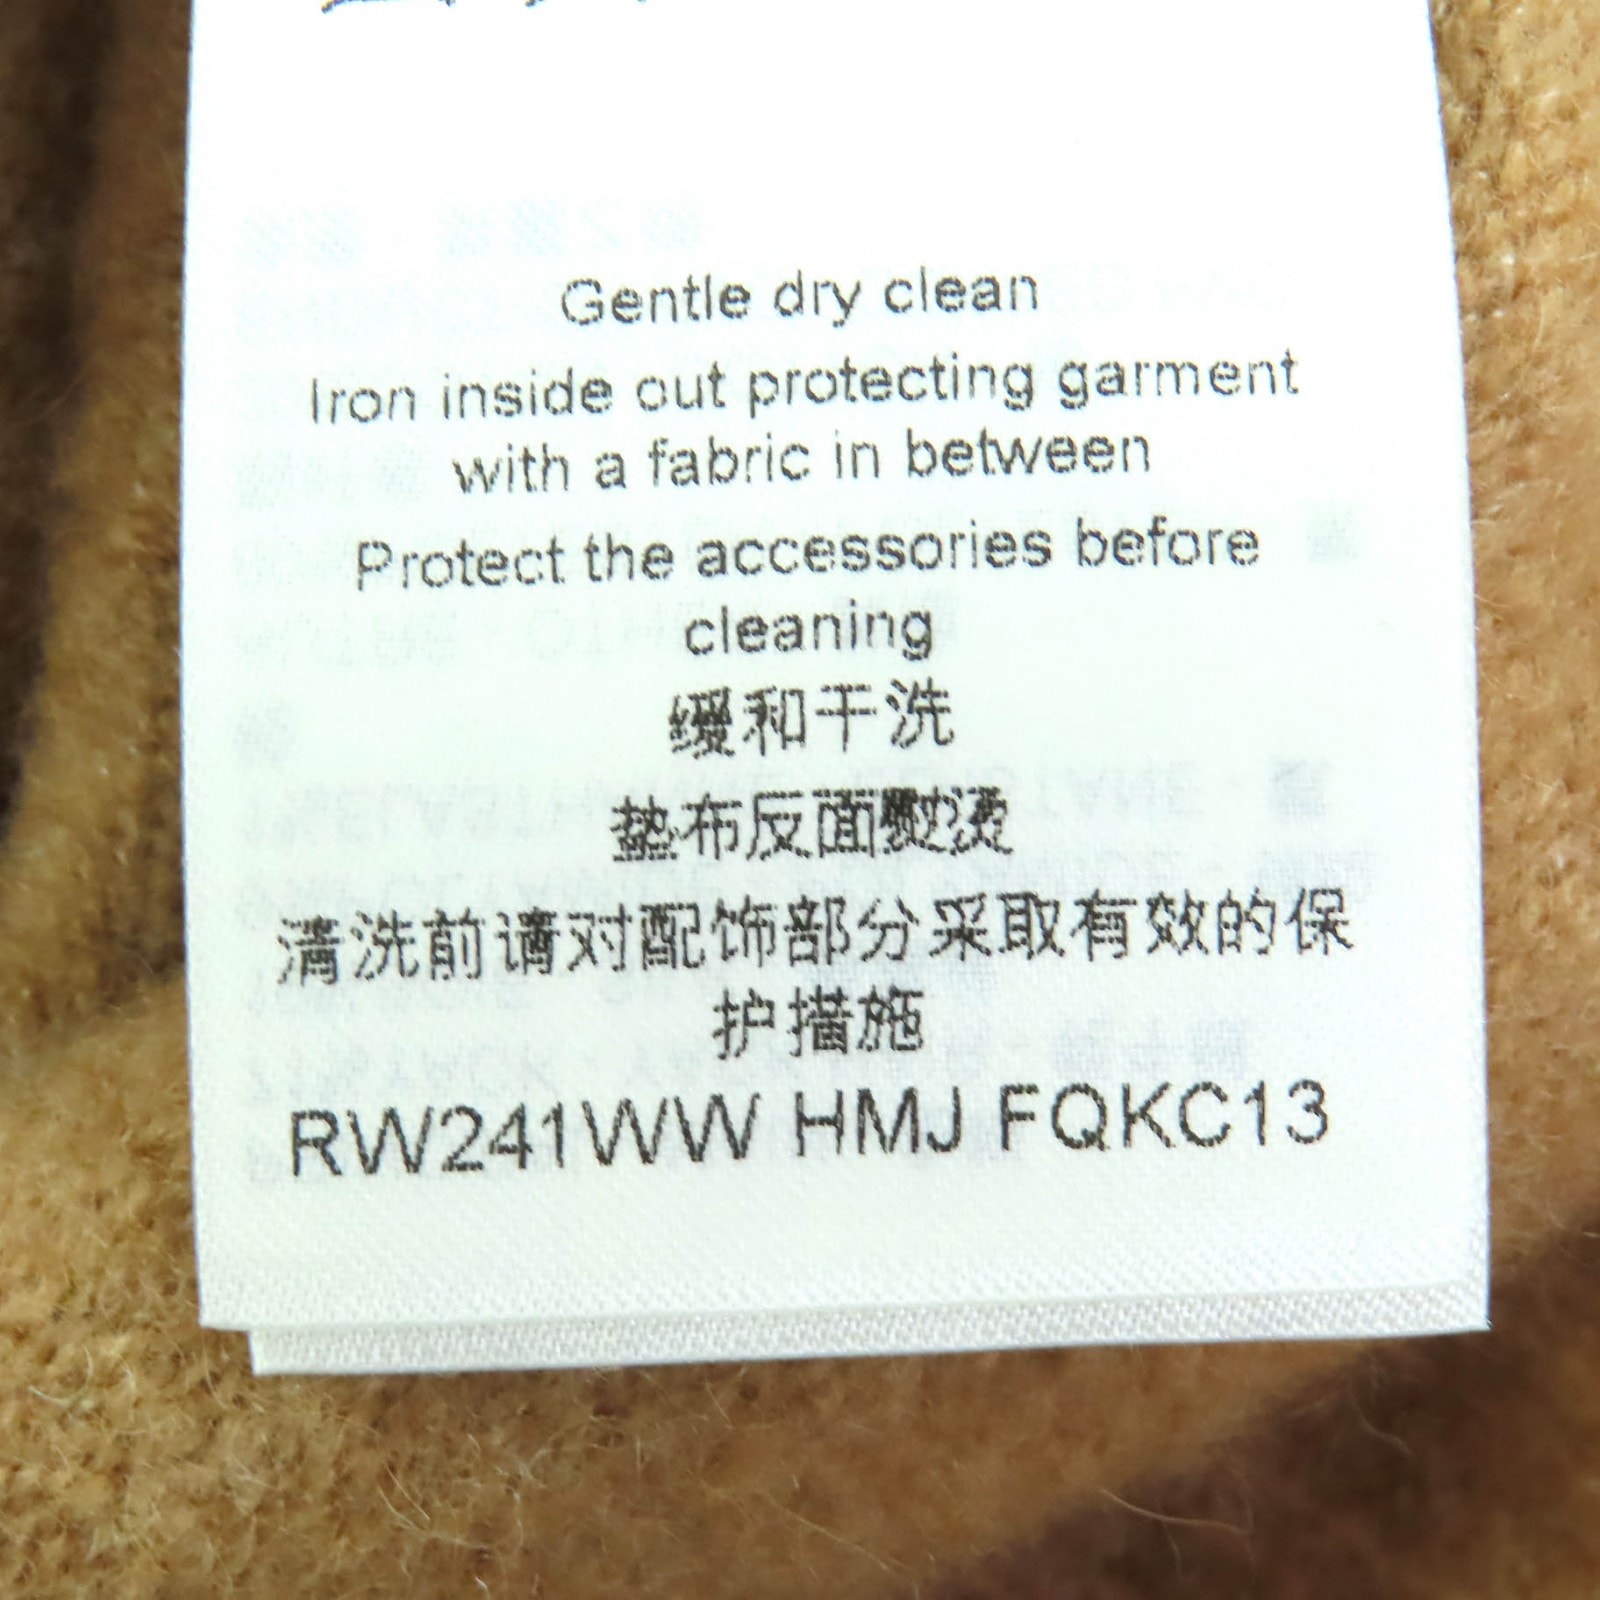 Gentle dry clean
Iron inside out protecting garment
with a fabric in between
Protect the accessories before
cleaning
缓和干洗
垫布反面熨烫
清洗前请对配饰部分采取有效的保
护措施
RW241WW HMJ FQKC13